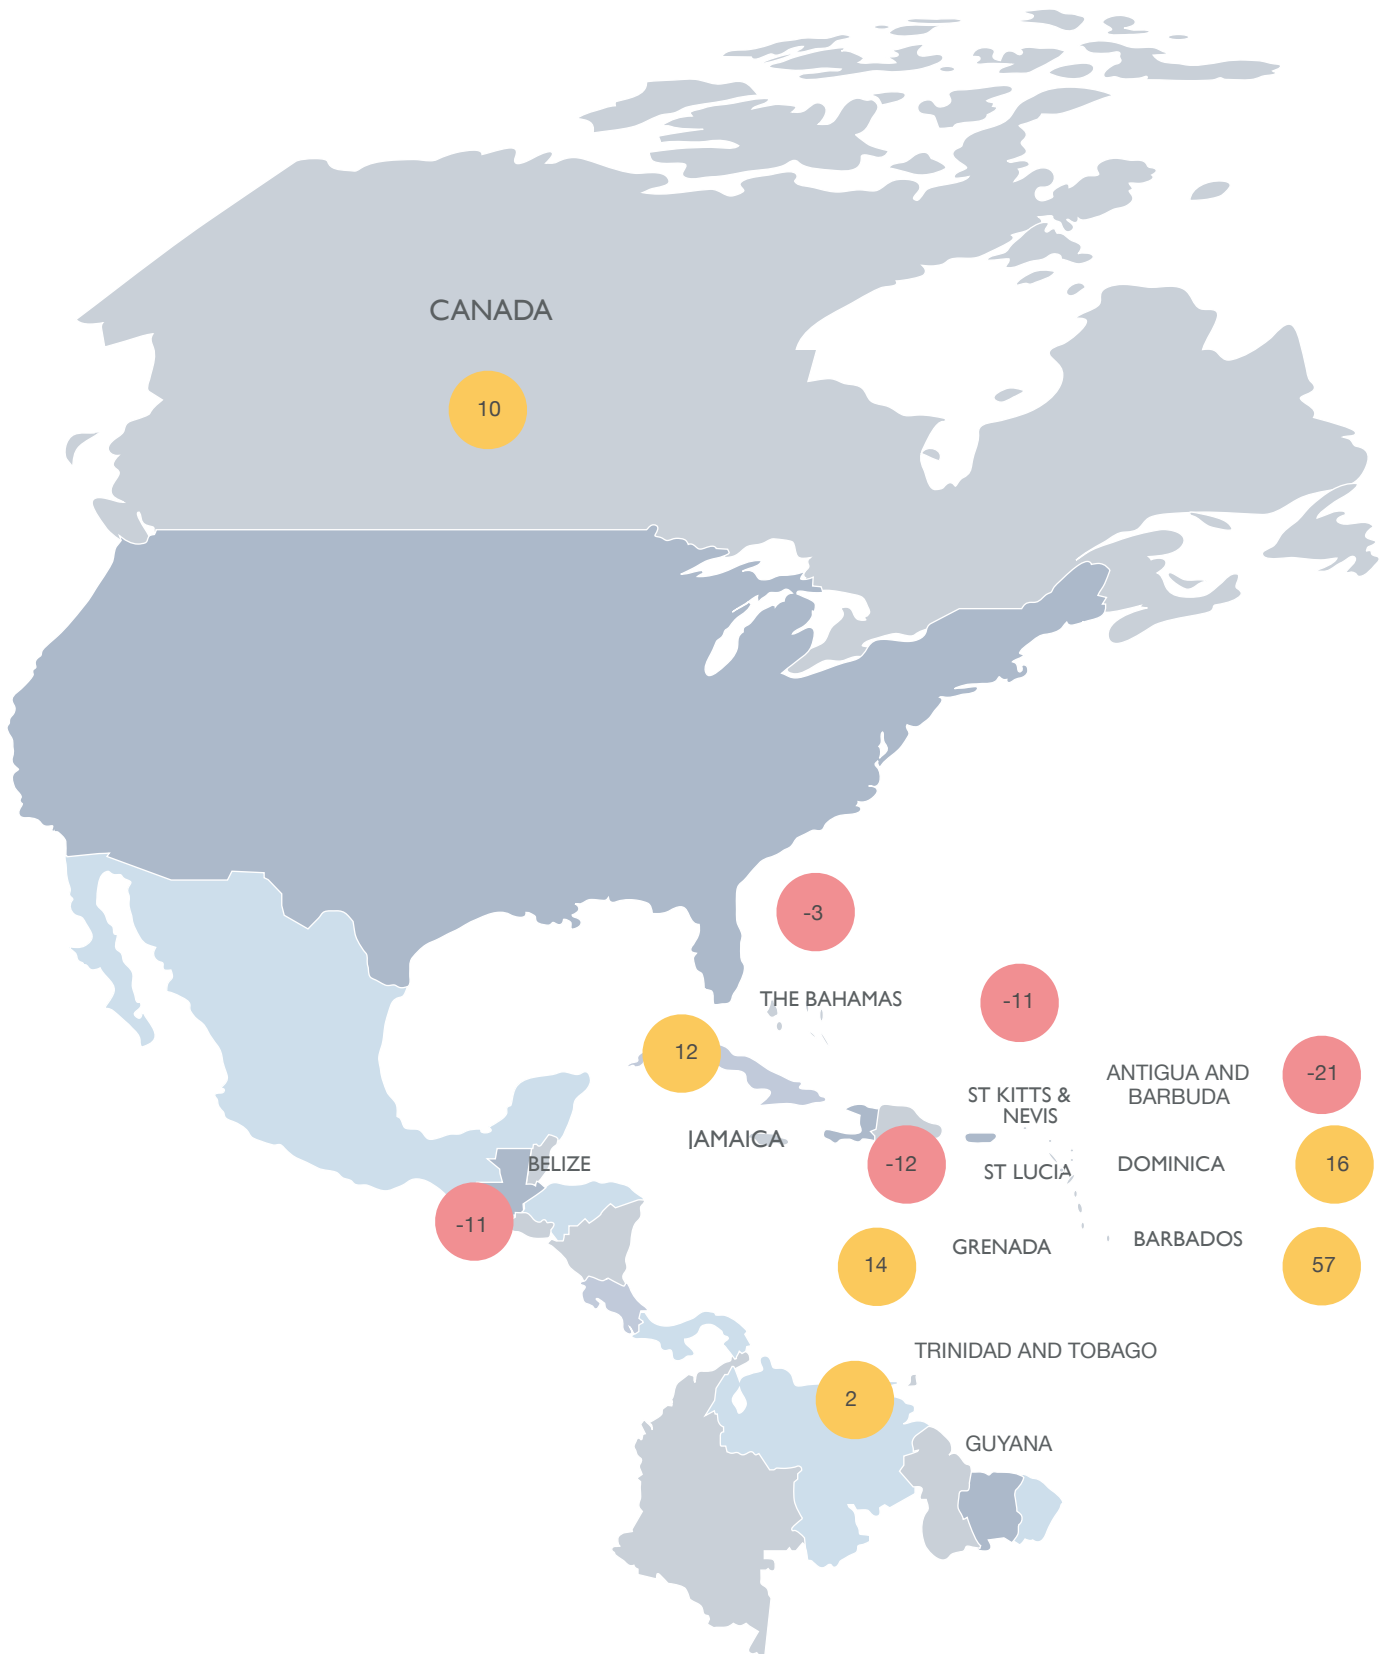 CANADA
10
-3
THE BAHAMAS
-11
12
ANTIGUA AND
BARBUDA
-21
ST KITTS &
NEVIS
JAMAICA
-12
ST LUCIA
DOMINICA
16
BELIZE
-11
GRENADA
14
BARBADOS
57
TRINIDAD AND TOBAGO
2
GUYANA